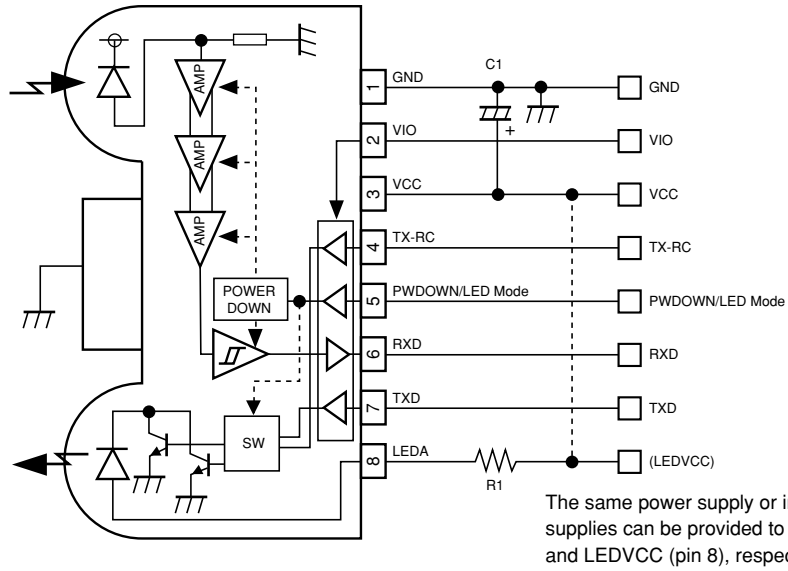 AMP
AMP
AMP
POWER
DOWN
SW
1
GND
2
VIO
3
VCC
4
TX-RC
5
PWDOWN/LED Mode
6
RXD
7
TXD
8
LEDA
C1
+
R1
GND
VIO
VCC
TX-RC
PWDOWN/LED Mode
RXD
TXD
(LEDVCC)
The same power supply or
supplies can be provided to
and LEDVCC (pin 8),